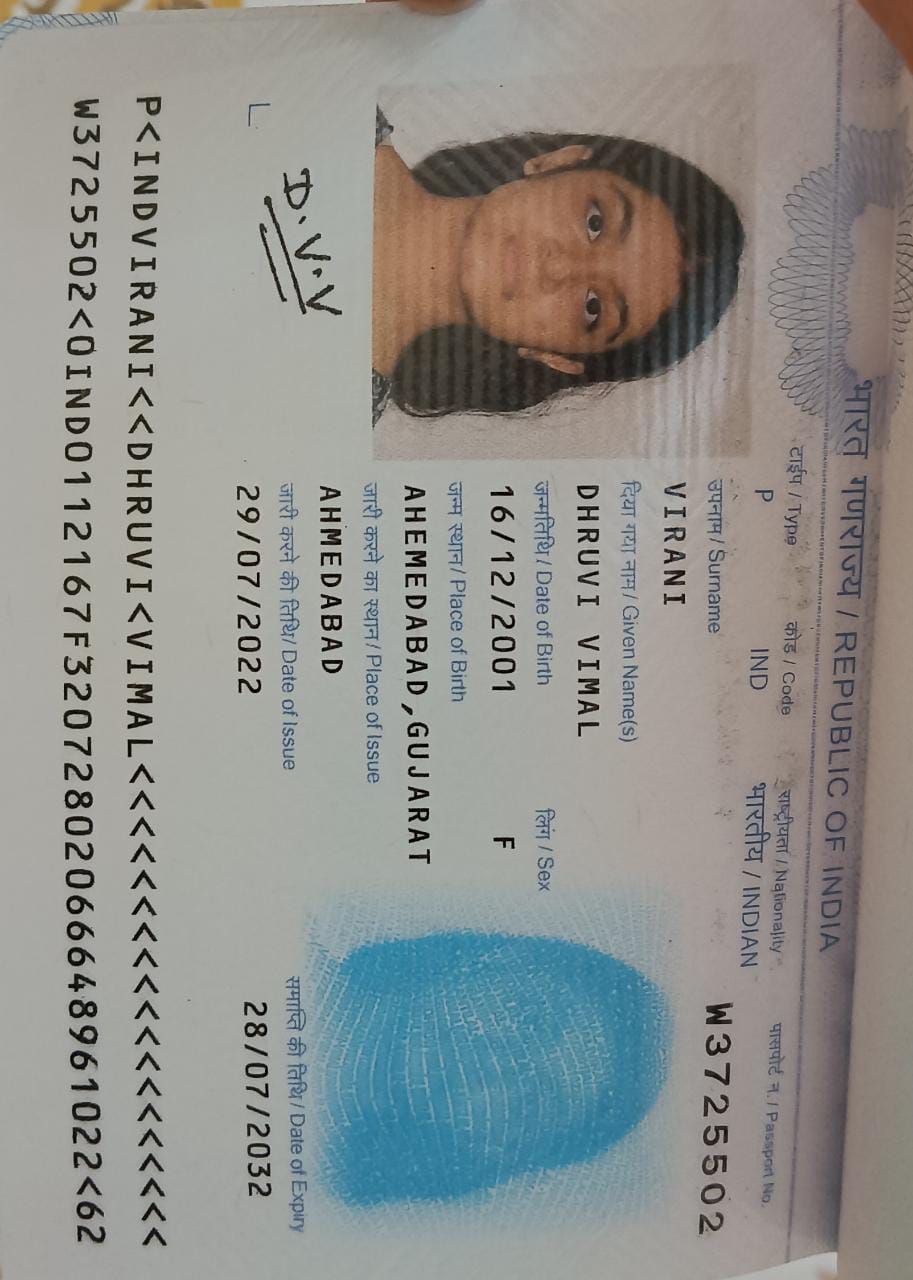 भारत गणराज्य / REPUBLIC OF INDIA
टाईप / Type कोड / Code राष्ट्रीयता / Nationality पासपोर्ट न. / Passport No.
P IND भारतीय / INDIAN W3725502
उपनाम / Surname
VIRANI
दिया गया नाम / Given Name(s)
DHRUVI VIMAL
जन्मतिथि / Date of Birth लिंग / Sex
16/12/2001 F
जन्म स्थान / Place of Birth
AHEMEDABAD,GUJARAT
जारी करने का स्थान / Place of Issue
AHMEDABAD
जारी करने की तिथि / Date of Issue समाप्ति की तिथि / Date of Expiry
29/07/2022 28/07/2032
D.V.V
P<INDVIRANI<<DHRUVI<VIMAL<<<<<<<<<<<<<<<<<<<
W3725502<0IND0112167F32072802066648961022<62